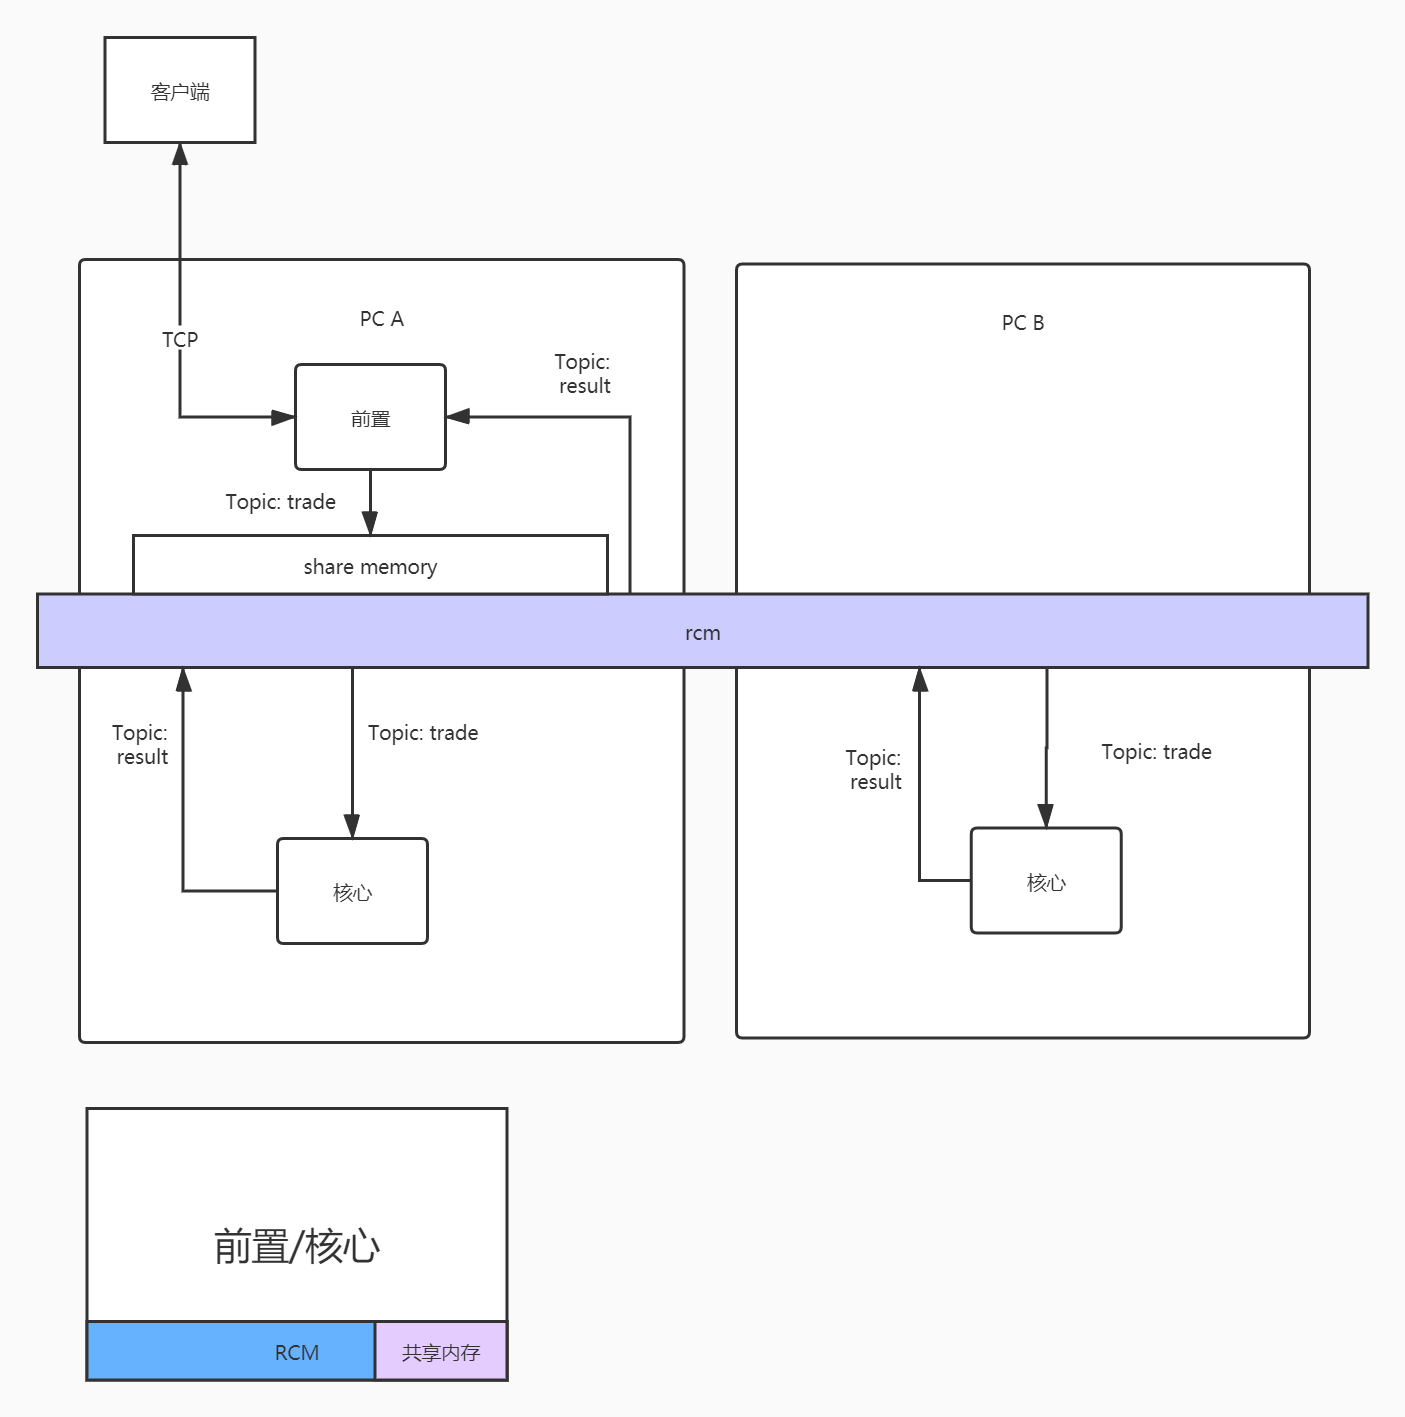 客户端
TCP
PC A
Topic:
result
前置
Topic: trade
share memory
PC B
rcm
Topic:
result
Topic: trade
核心
Topic:
result
Topic: trade
核心
前置/核心
RCM
共享内存